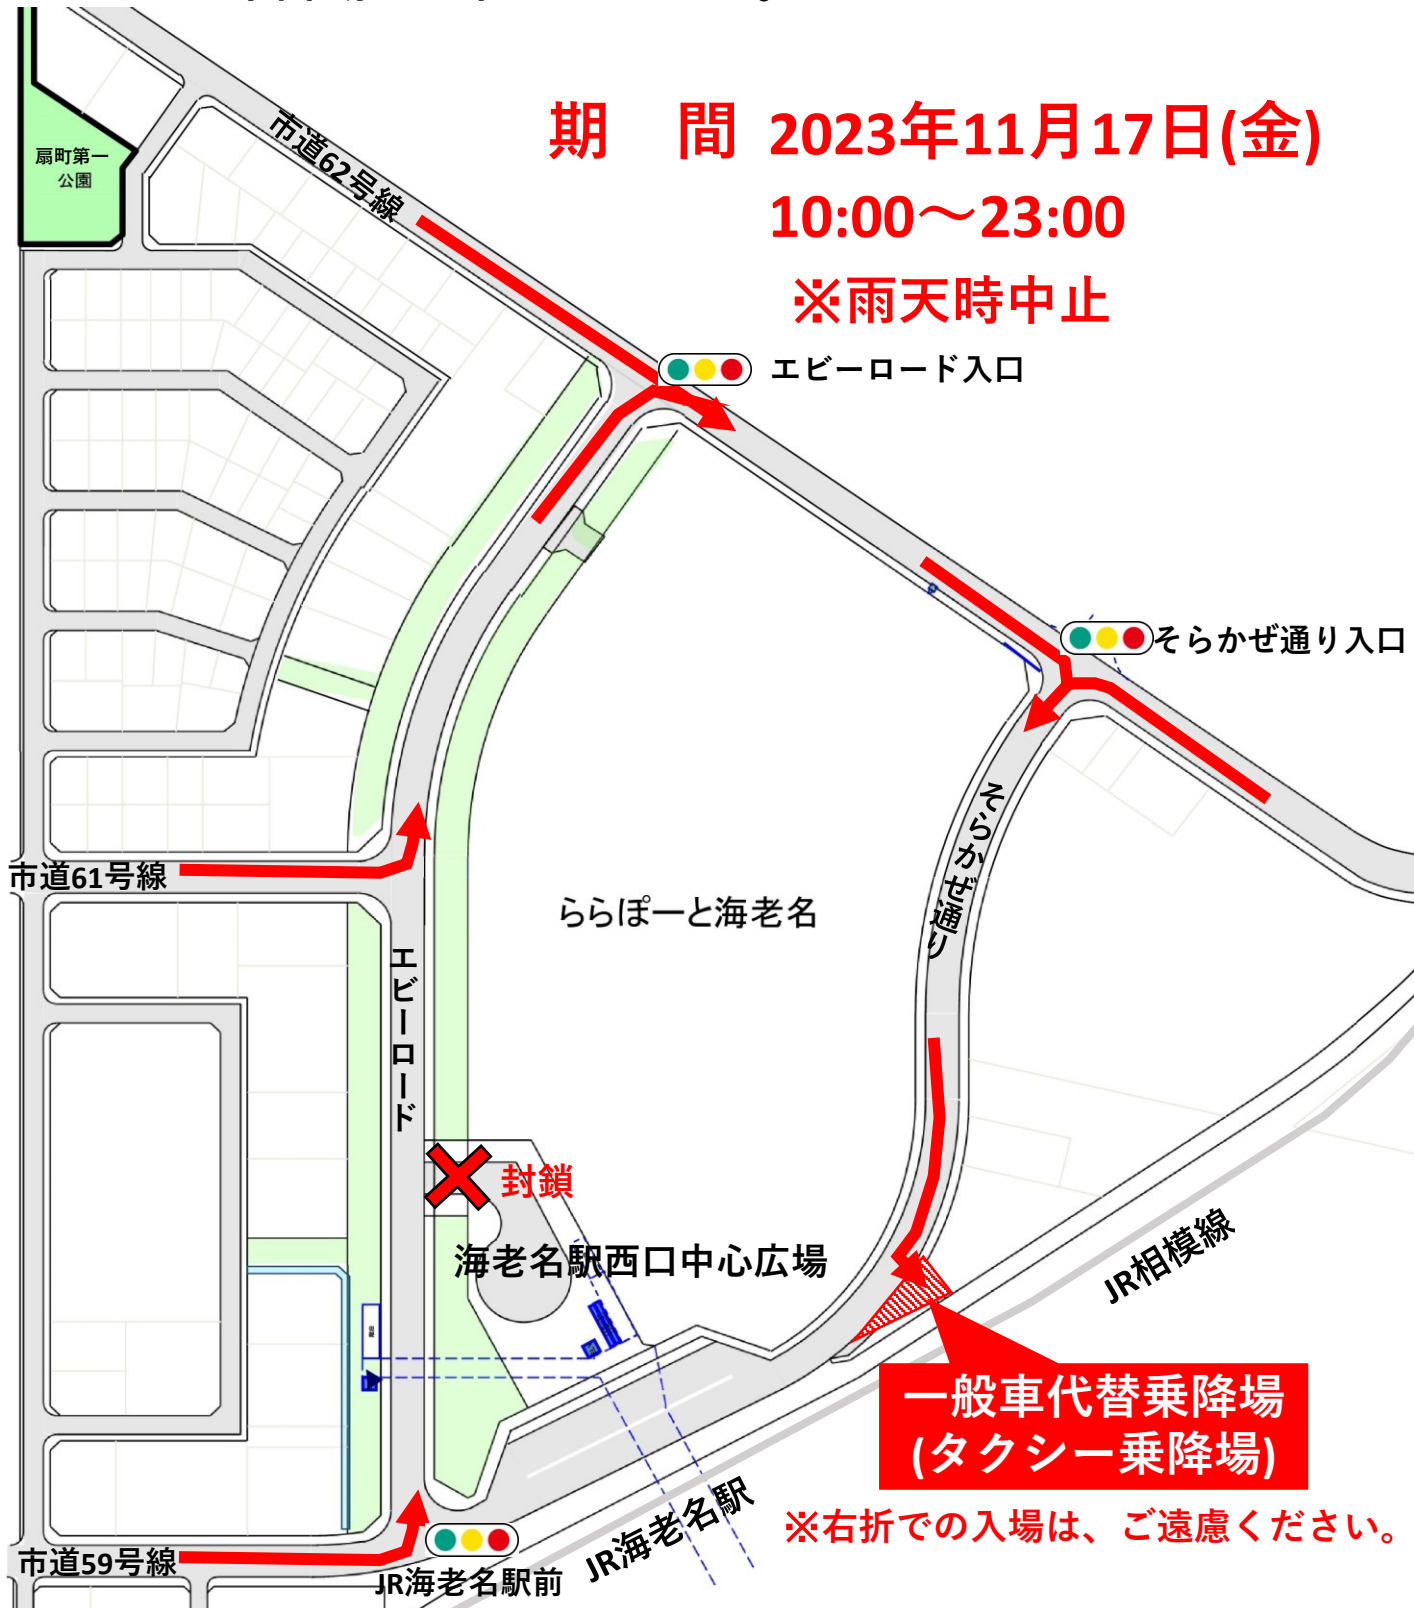 期　間 2023年11月17日(金)
10:00～23:00
※雨天時中止
扇町第一
公園
市道62号線
エビーロード入口
そらかぜ通り入口
そらかぜ通り
市道61号線
ららぽーと海老名
エビーロード
封鎖
海老名駅西口中心広場
JR相模線
一般車代替乗降場
(タクシー乗降場)
※右折での入場は、ご遠慮ください。
JR海老名駅
市道59号線
JR海老名駅前